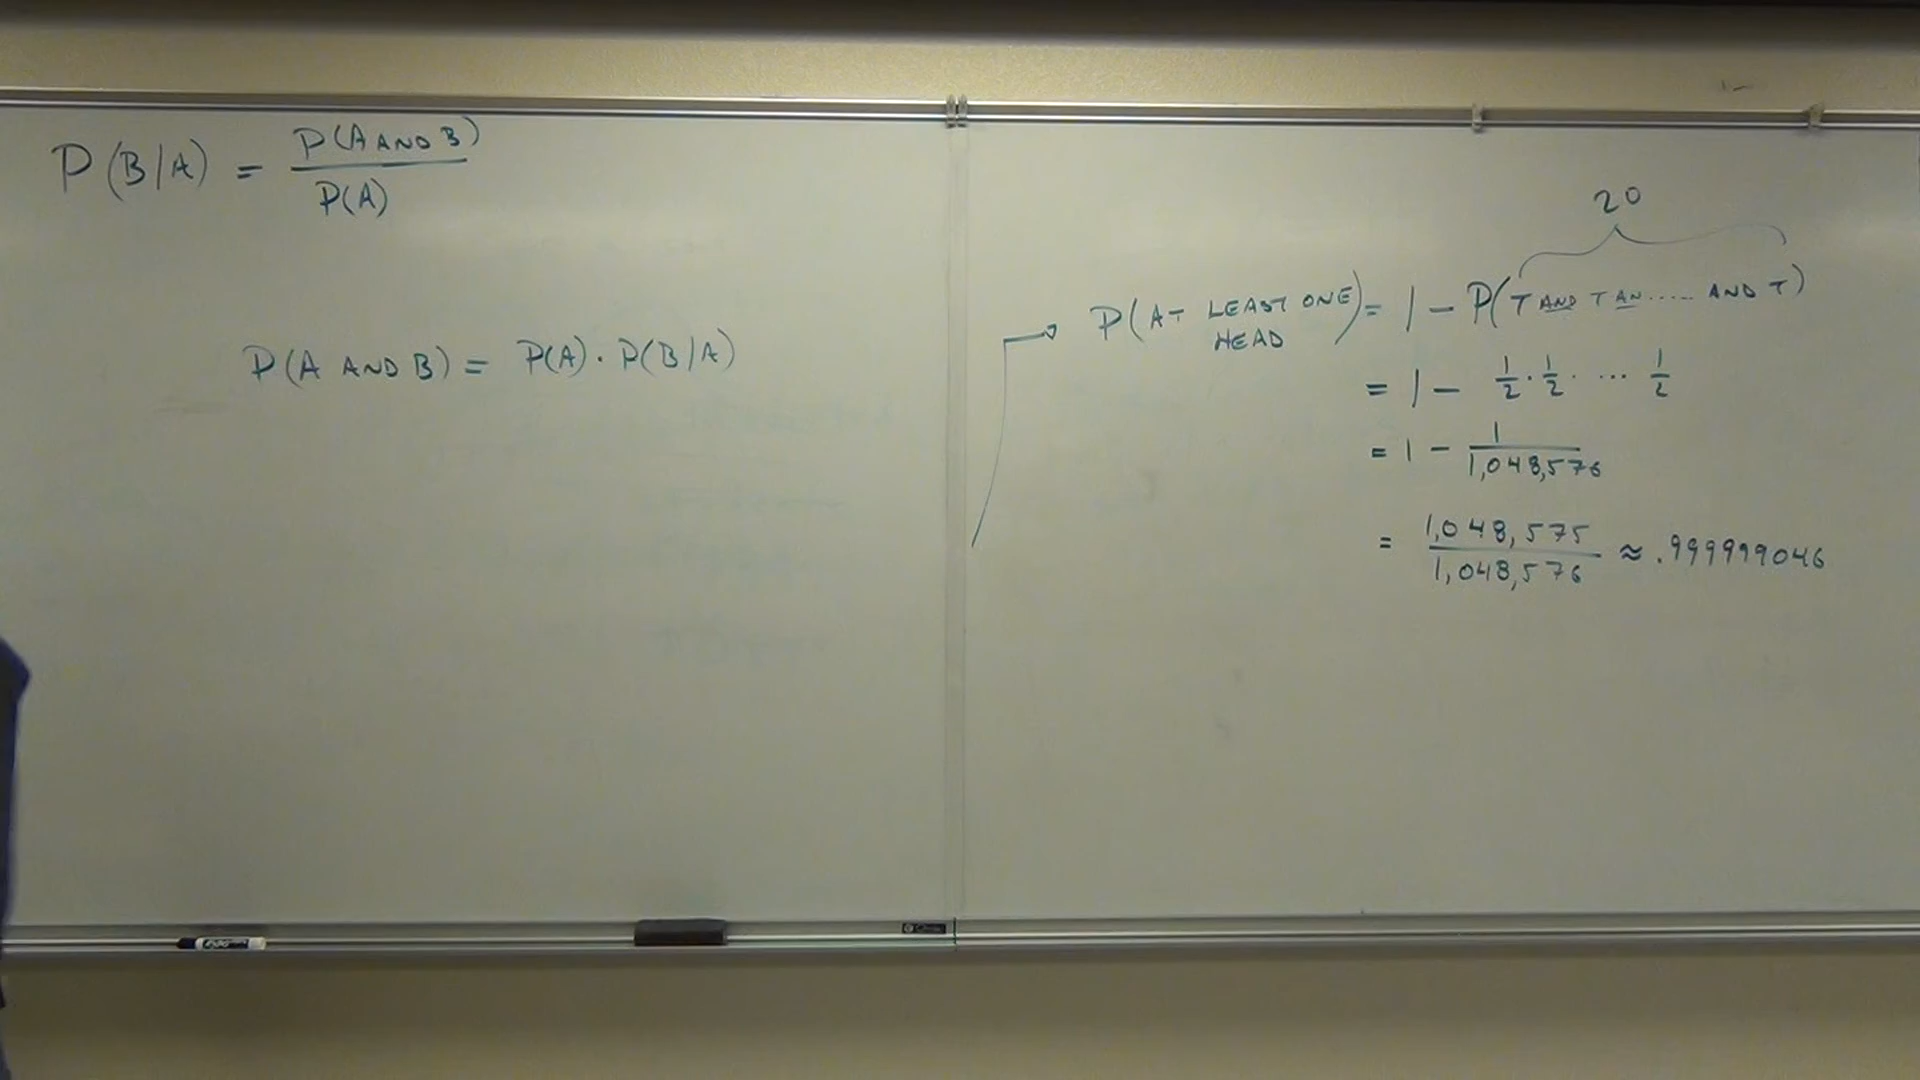 P(B|A) = P(A AND B) / P(A)
P(A AND B) = P(A) · P(B|A)
20
P(AT LEAST ONE HEAD) = 1 - P(T AND T AN..... AND T)
= 1 - 1/2 · 1/2 · ... 1/2
= 1 - 1/1,048,576
= 1,048,575/1,048,576 ≈ .999999046